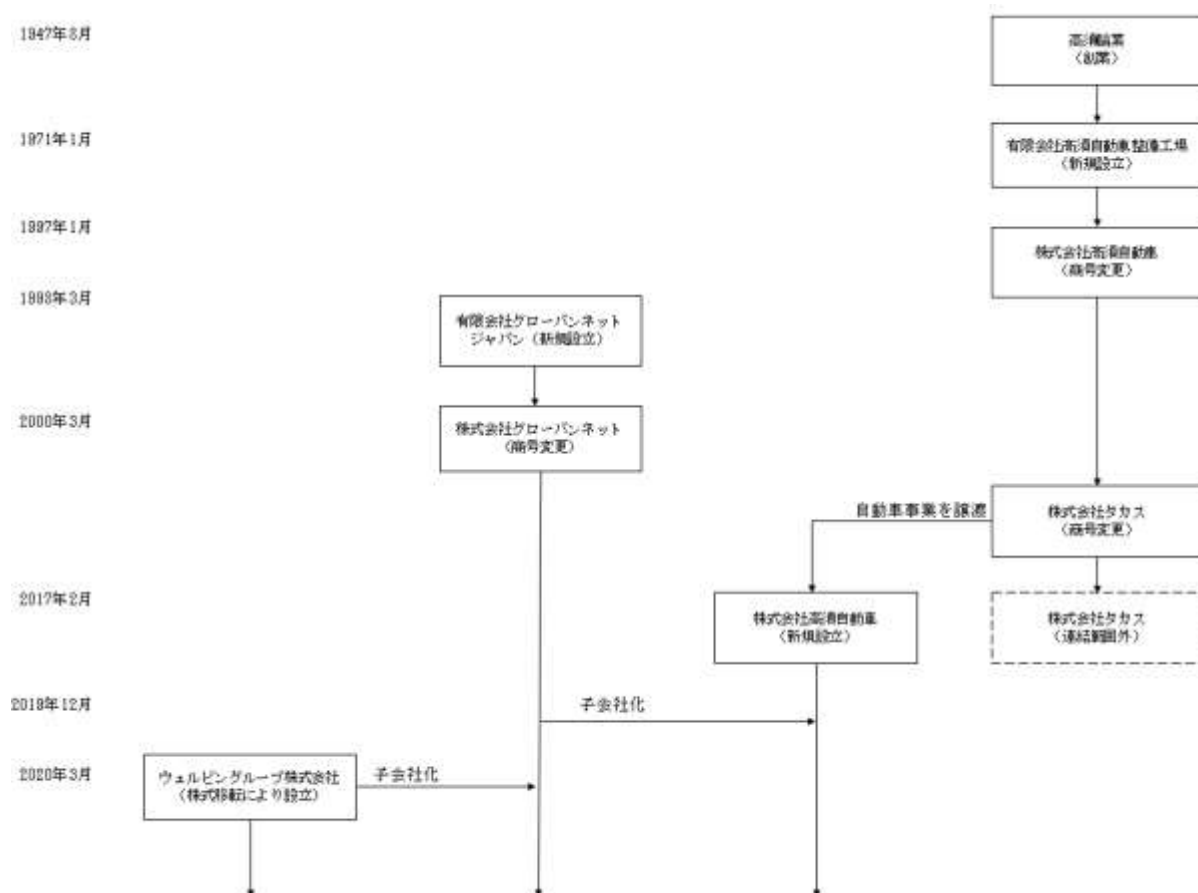 1947年8月
高須輪業
(創業)
1971年1月
有限会社高須自動車整備工場
(新規設立)
1997年1月
株式会社高須自動車
(商号変更)
1998年3月
有限会社グローバンネット
ジャパン（新規設立）
2000年3月
株式会社グローバンネット
(商号変更)
自動車事業を譲渡
株式会社タカス
(商号変更)
2017年2月
株式会社高須自動車
(新規設立)
株式会社タカス
(連結範囲外)
2019年12月
子会社化
2020年3月
ウェルビングループ株式会社
(株式移転により設立)
子会社化